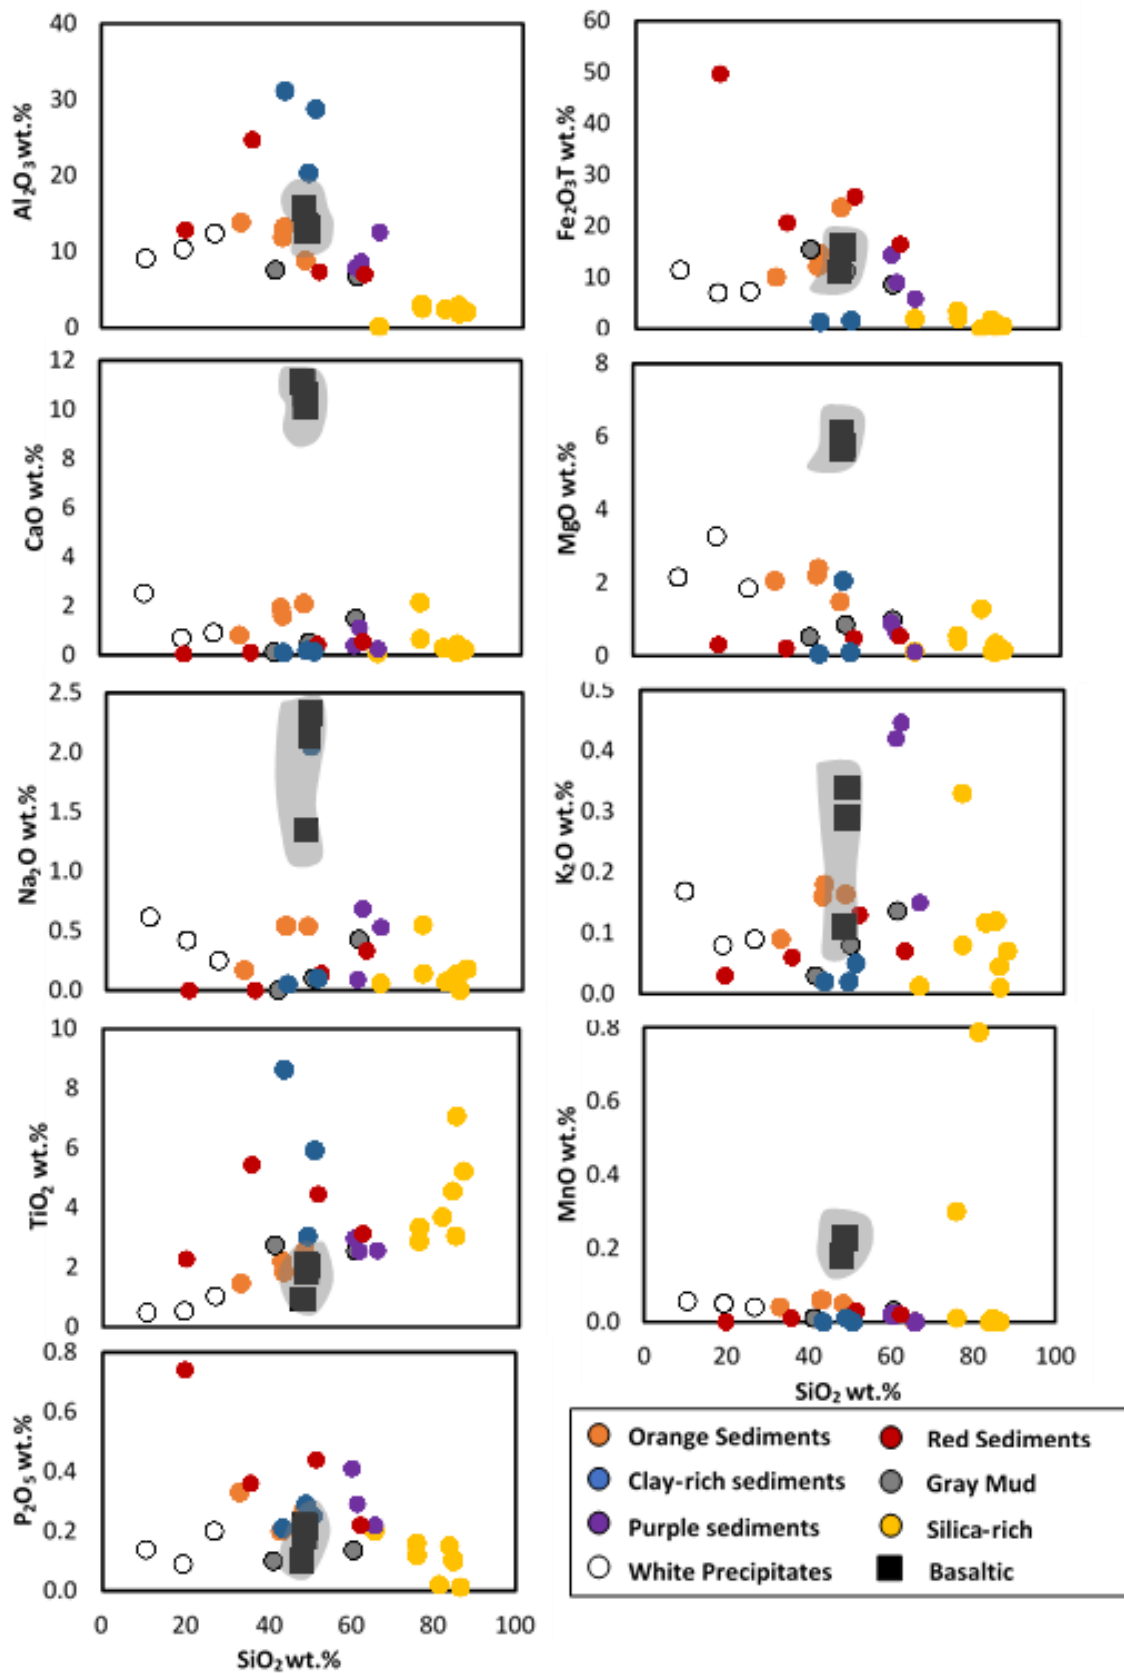 Al₂O₃ wt.%
40
30
20
10
0
Fe₂O₃T wt.%
60
50
40
30
20
10
0
CaO wt.%
12
10
8
6
4
2
0
MgO wt.%
8
6
4
2
0
Na₂O wt.%
2.5
2.0
1.5
1.0
0.5
0.0
K₂O wt.%
0.5
0.4
0.3
0.2
0.1
0.0
TiO₂ wt.%
10
8
6
4
2
0
MnO wt.%
0.8
0.6
0.4
0.2
0.0
0 20 40 60 80 100
SiO₂ wt.%
P₂O₅ wt.%
0.8
0.6
0.4
0.2
0.0
0 20 40 60 80 100
SiO₂ wt.%
Orange Sediments
Red Sediments
Clay-rich sediments
Gray Mud
Purple sediments
Silica-rich
White Precipitates
Basaltic